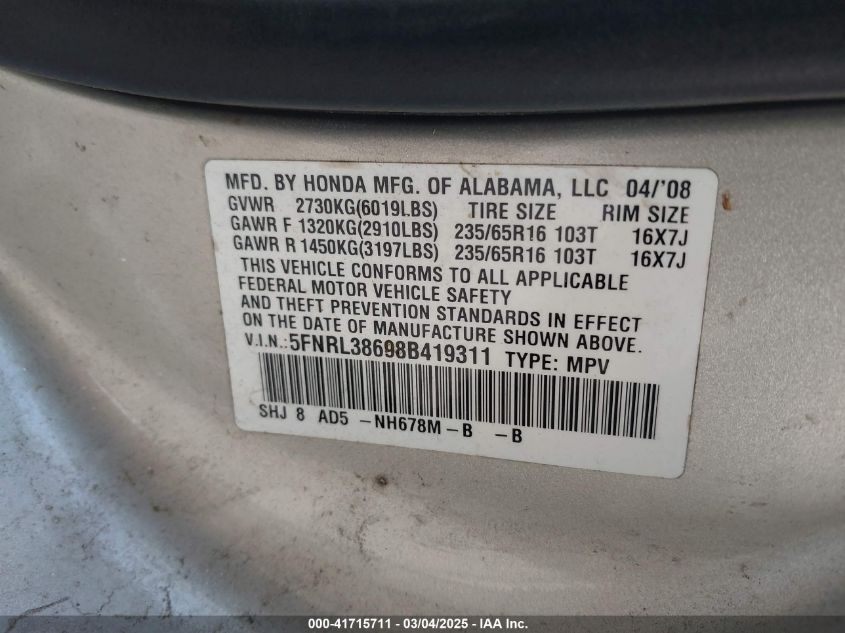 MFD. BY HONDA MFG. OF ALABAMA, LLC 04/'08
GVWR 2730KG(6019LBS) TIRE SIZE RIM SIZE
GAWR F 1320KG(2910LBS) 235/65R16 103T 16X7J
GAWR R 1450KG(3197LBS) 235/65R16 103T 16X7J
THIS VEHICLE CONFORMS TO ALL APPLICABLE
FEDERAL MOTOR VEHICLE SAFETY
AND THEFT PREVENTION STANDARDS IN EFFECT
ON THE DATE OF MANUFACTURE SHOWN ABOVE.
V.I.N.:5FNRL38698B419311 TYPE: MPV
SHJ 8 AD5 -NH678M-B -B
000-41715711 - 03/04/2025 - IAA Inc.